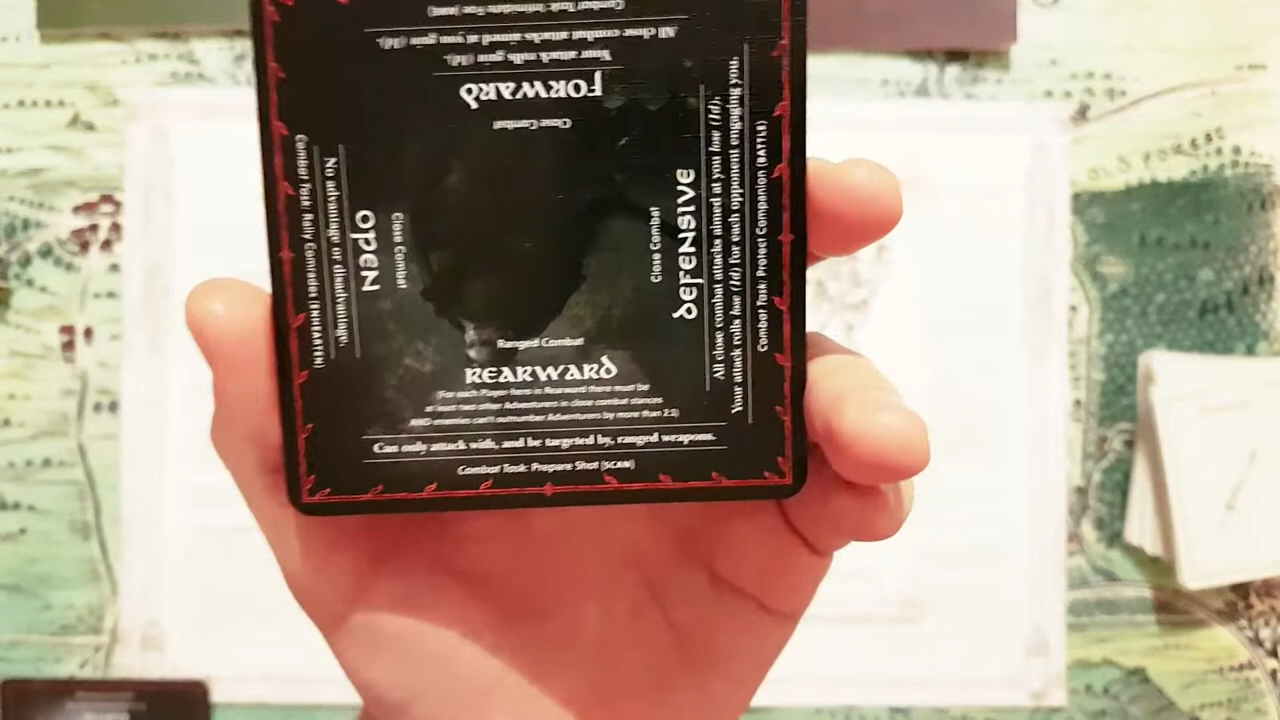 Close Combat
FORWARD
Your attack rolls gain (1d).
All close combat attacks aimed at you gain (1d).
Combat Task: Intimidate Foe (AWE)
Close Combat
OPEN
No advantage or disadvantage.
Combat Task: Rally Comrades (ENHEARTEN)
Close Combat
DEFENSIVE
All close combat attacks aimed at you lose (1d).
Your attack rolls lose (1d) for each opponent engaging you.
Combat Task: Protect Companion (BATTLE)
Ranged Combat
REARWARD
(For each Player-hero in Rearward there must be
at least two other Adventurers in close combat stances
AND enemies can't outnumber Adventurers by more than 2:1)
Can only attack with, and be targeted by, ranged weapons.
Combat Task: Prepare Shot (SCAN)
OLD FOREST